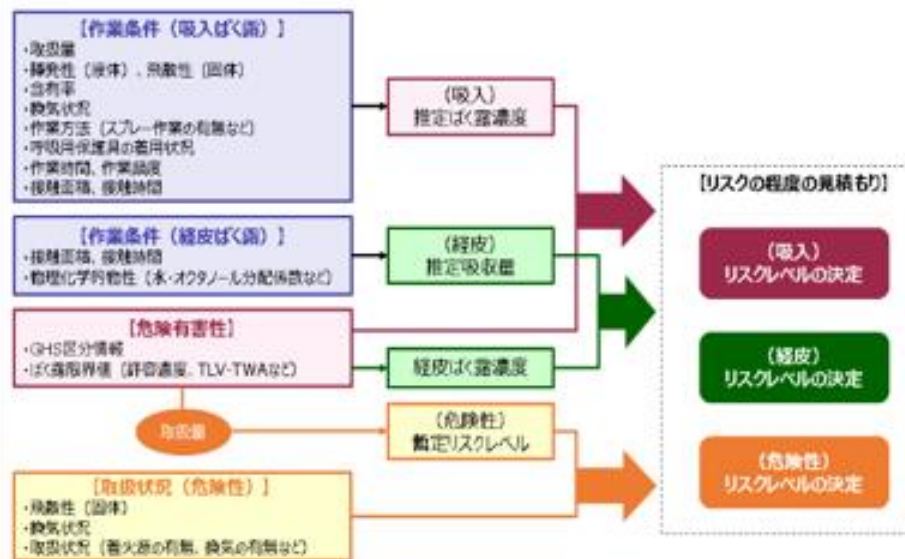 【作業条件（吸入ばく露）】
・取扱量
・揮発性（液体）、飛散性（固体）
・含有率
・換気状況
・作業方法（スプレー作業の有無など）
・呼吸用保護具の着用状況
・作業時間、作業頻度
・接触面積、接触時間
（吸入）
推定ばく露濃度
【作業条件（経皮ばく露）】
・接触面積、接触時間
・物理化学的物性（水・オクタノール分配係数など）
（経皮）
推定吸収量
【危険有害性】
・GHS区分情報
・ばく露限界値（許容濃度、TLV-TWAなど）
経皮ばく露濃度
取扱量
（危険性）
暫定リスクレベル
【取扱状況（危険性）】
・飛散性（固体）
・換気状況
・取扱状況（着火源の有無、換気の有無など）
【リスクの程度の見積もり】
（吸入）
リスクレベルの決定
（経皮）
リスクレベルの決定
（危険性）
リスクレベルの決定